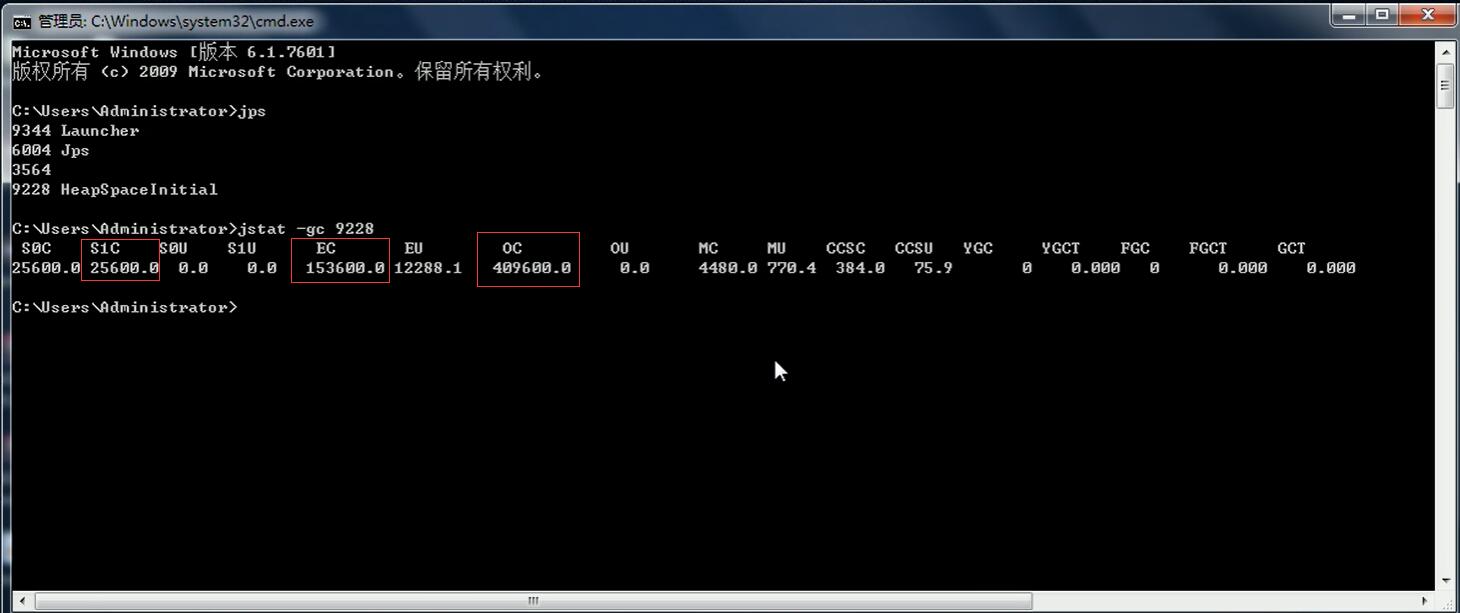 管理员: C:\Windows\system32\cmd.exe
Microsoft Windows [版本 6.1.7601]
版权所有 (c) 2009 Microsoft Corporation。保留所有权利。
C:\Users\Administrator>jps
9344 Launcher
6004 Jps
3564
9228 HeapSpaceInitial
C:\Users\Administrator>jstat -gc 9228
S0C S1C S0U S1U EC EU OC OU MC MU CCSC CCSU YGC YGCT FGC FGCT GCT
25600.0 25600.0 0.0 0.0 153600.0 12288.1 409600.0 0.0 4480.0 770.4 384.0 75.9 0 0.000 0 0.000 0.000
C:\Users\Administrator>